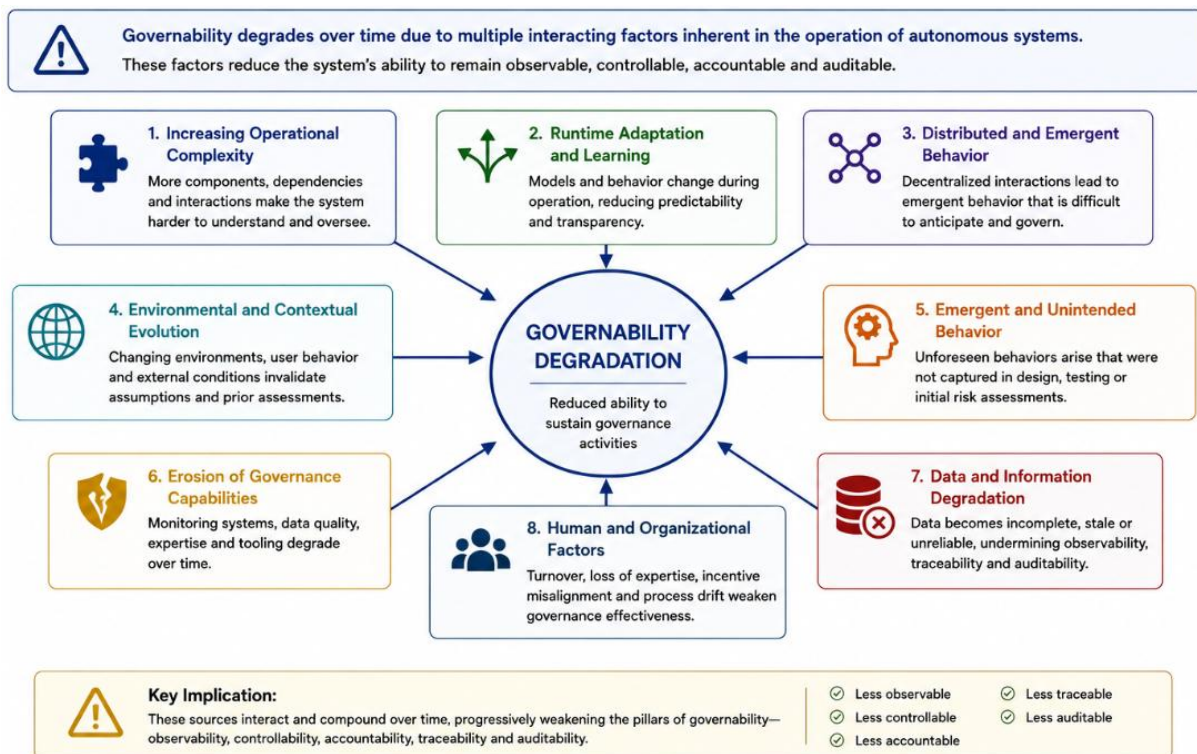 Governability degrades over time due to multiple interacting factors inherent in the operation of autonomous systems.
These factors reduce the system's ability to remain observable, controllable, accountable and auditable.
1. Increasing Operational
Complexity
More components, dependencies
and interactions make the system
harder to understand and oversee.
2. Runtime Adaptation
and Learning
Models and behavior change during
operation, reducing predictability
and transparency.
3. Distributed and Emergent
Behavior
Decentralized interactions lead to
emergent behavior that is difficult
to anticipate and govern.
4. Environmental and Contextual
Evolution
Changing environments, user behavior
and external conditions invalidate
assumptions and prior assessments.
GOVERNABILITY
DEGRADATION
Reduced ability to
sustain governance
activities
5. Emergent and Unintended
Behavior
Unforeseen behaviors arise that were
not captured in design, testing or
initial risk assessments.
6. Erosion of Governance
Capabilities
Monitoring systems, data quality,
expertise and tooling degrade
over time.
8. Human and Organizational
Factors
Turnover, loss of expertise, incentive
misalignment and process drift weaken
governance effectiveness.
7. Data and Information
Degradation
Data becomes incomplete, stale or
unreliable, undermining observability,
traceability and auditability.
Key Implication:
These sources interact and compound over time, progressively weakening the pillars of governability—
observability, controllability, accountability, traceability and auditability.
Less observable
Less controllable
Less accountable
Less traceable
Less auditable